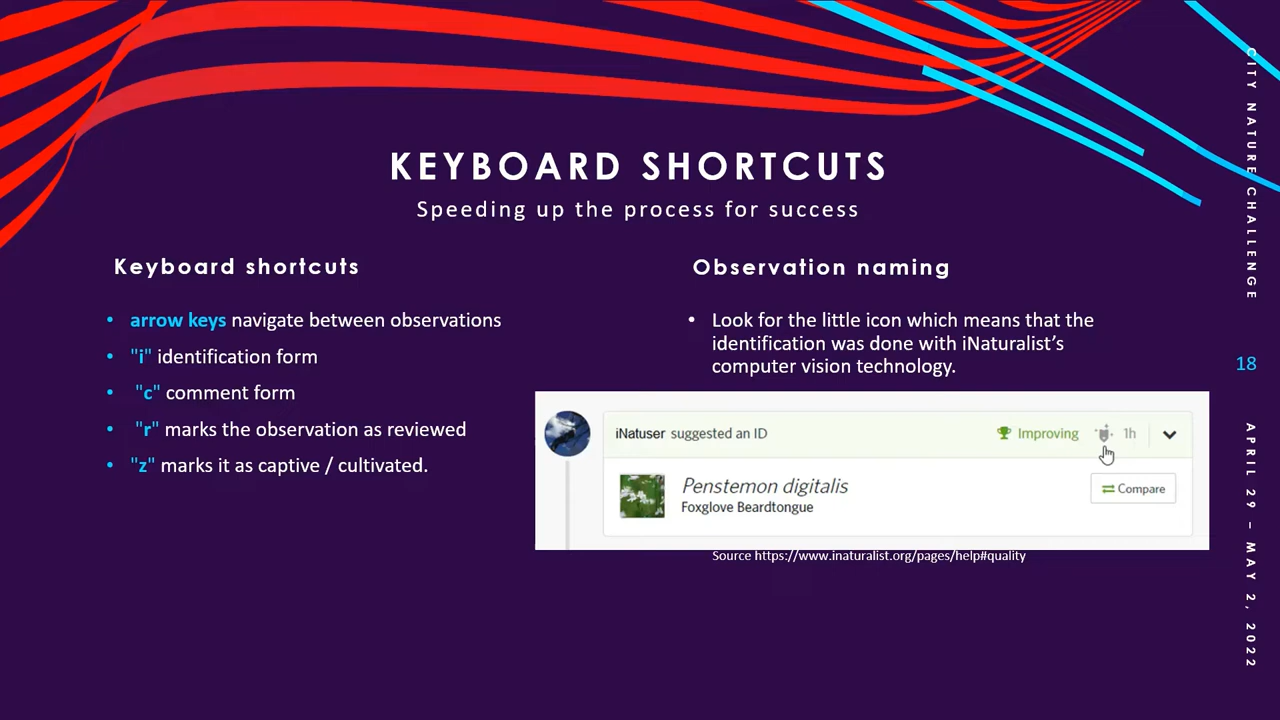 KEYBOARD SHORTCUTS
Speeding up the process for success
Keyboard shortcuts
• arrow keys navigate between observations
• "i" identification form
• "c" comment form
• "r" marks the observation as reviewed
• "z" marks it as captive / cultivated.
Observation naming
• Look for the little icon which means that the
identification was done with iNaturalist’s
computer vision technology.
iNatuser suggested an ID Improving 1h
Penstemon digitalis
Foxglove Beardtongue
Compare
Source https://www.inaturalist.org/pages/help#quality
CITY NATURE CHALLENGE
18
APRIL 29 – MAY 2, 2022